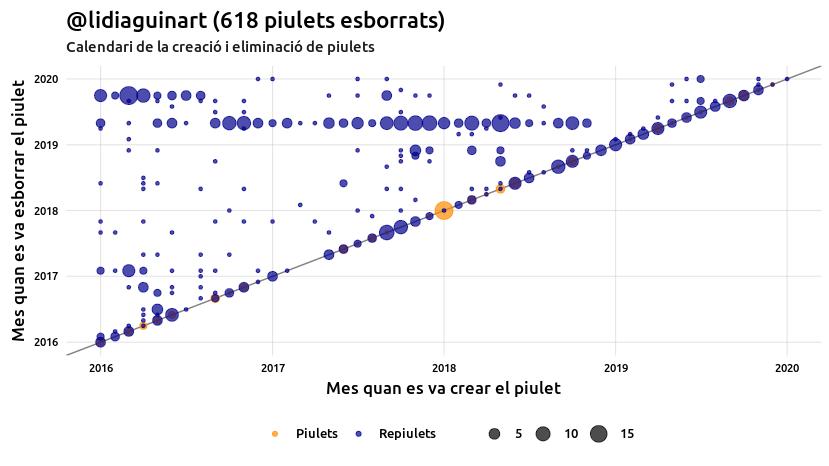 @lidiaguinart (618 piulets esborrats)
Calendari de la creació i eliminació de piulets
Mes quan es va esborrar el piulet
2020
2019
2018
2017
2016
2016 2017 2018 2019 2020
Mes quan es va crear el piulet
Piulets Repiulets 5 10 15